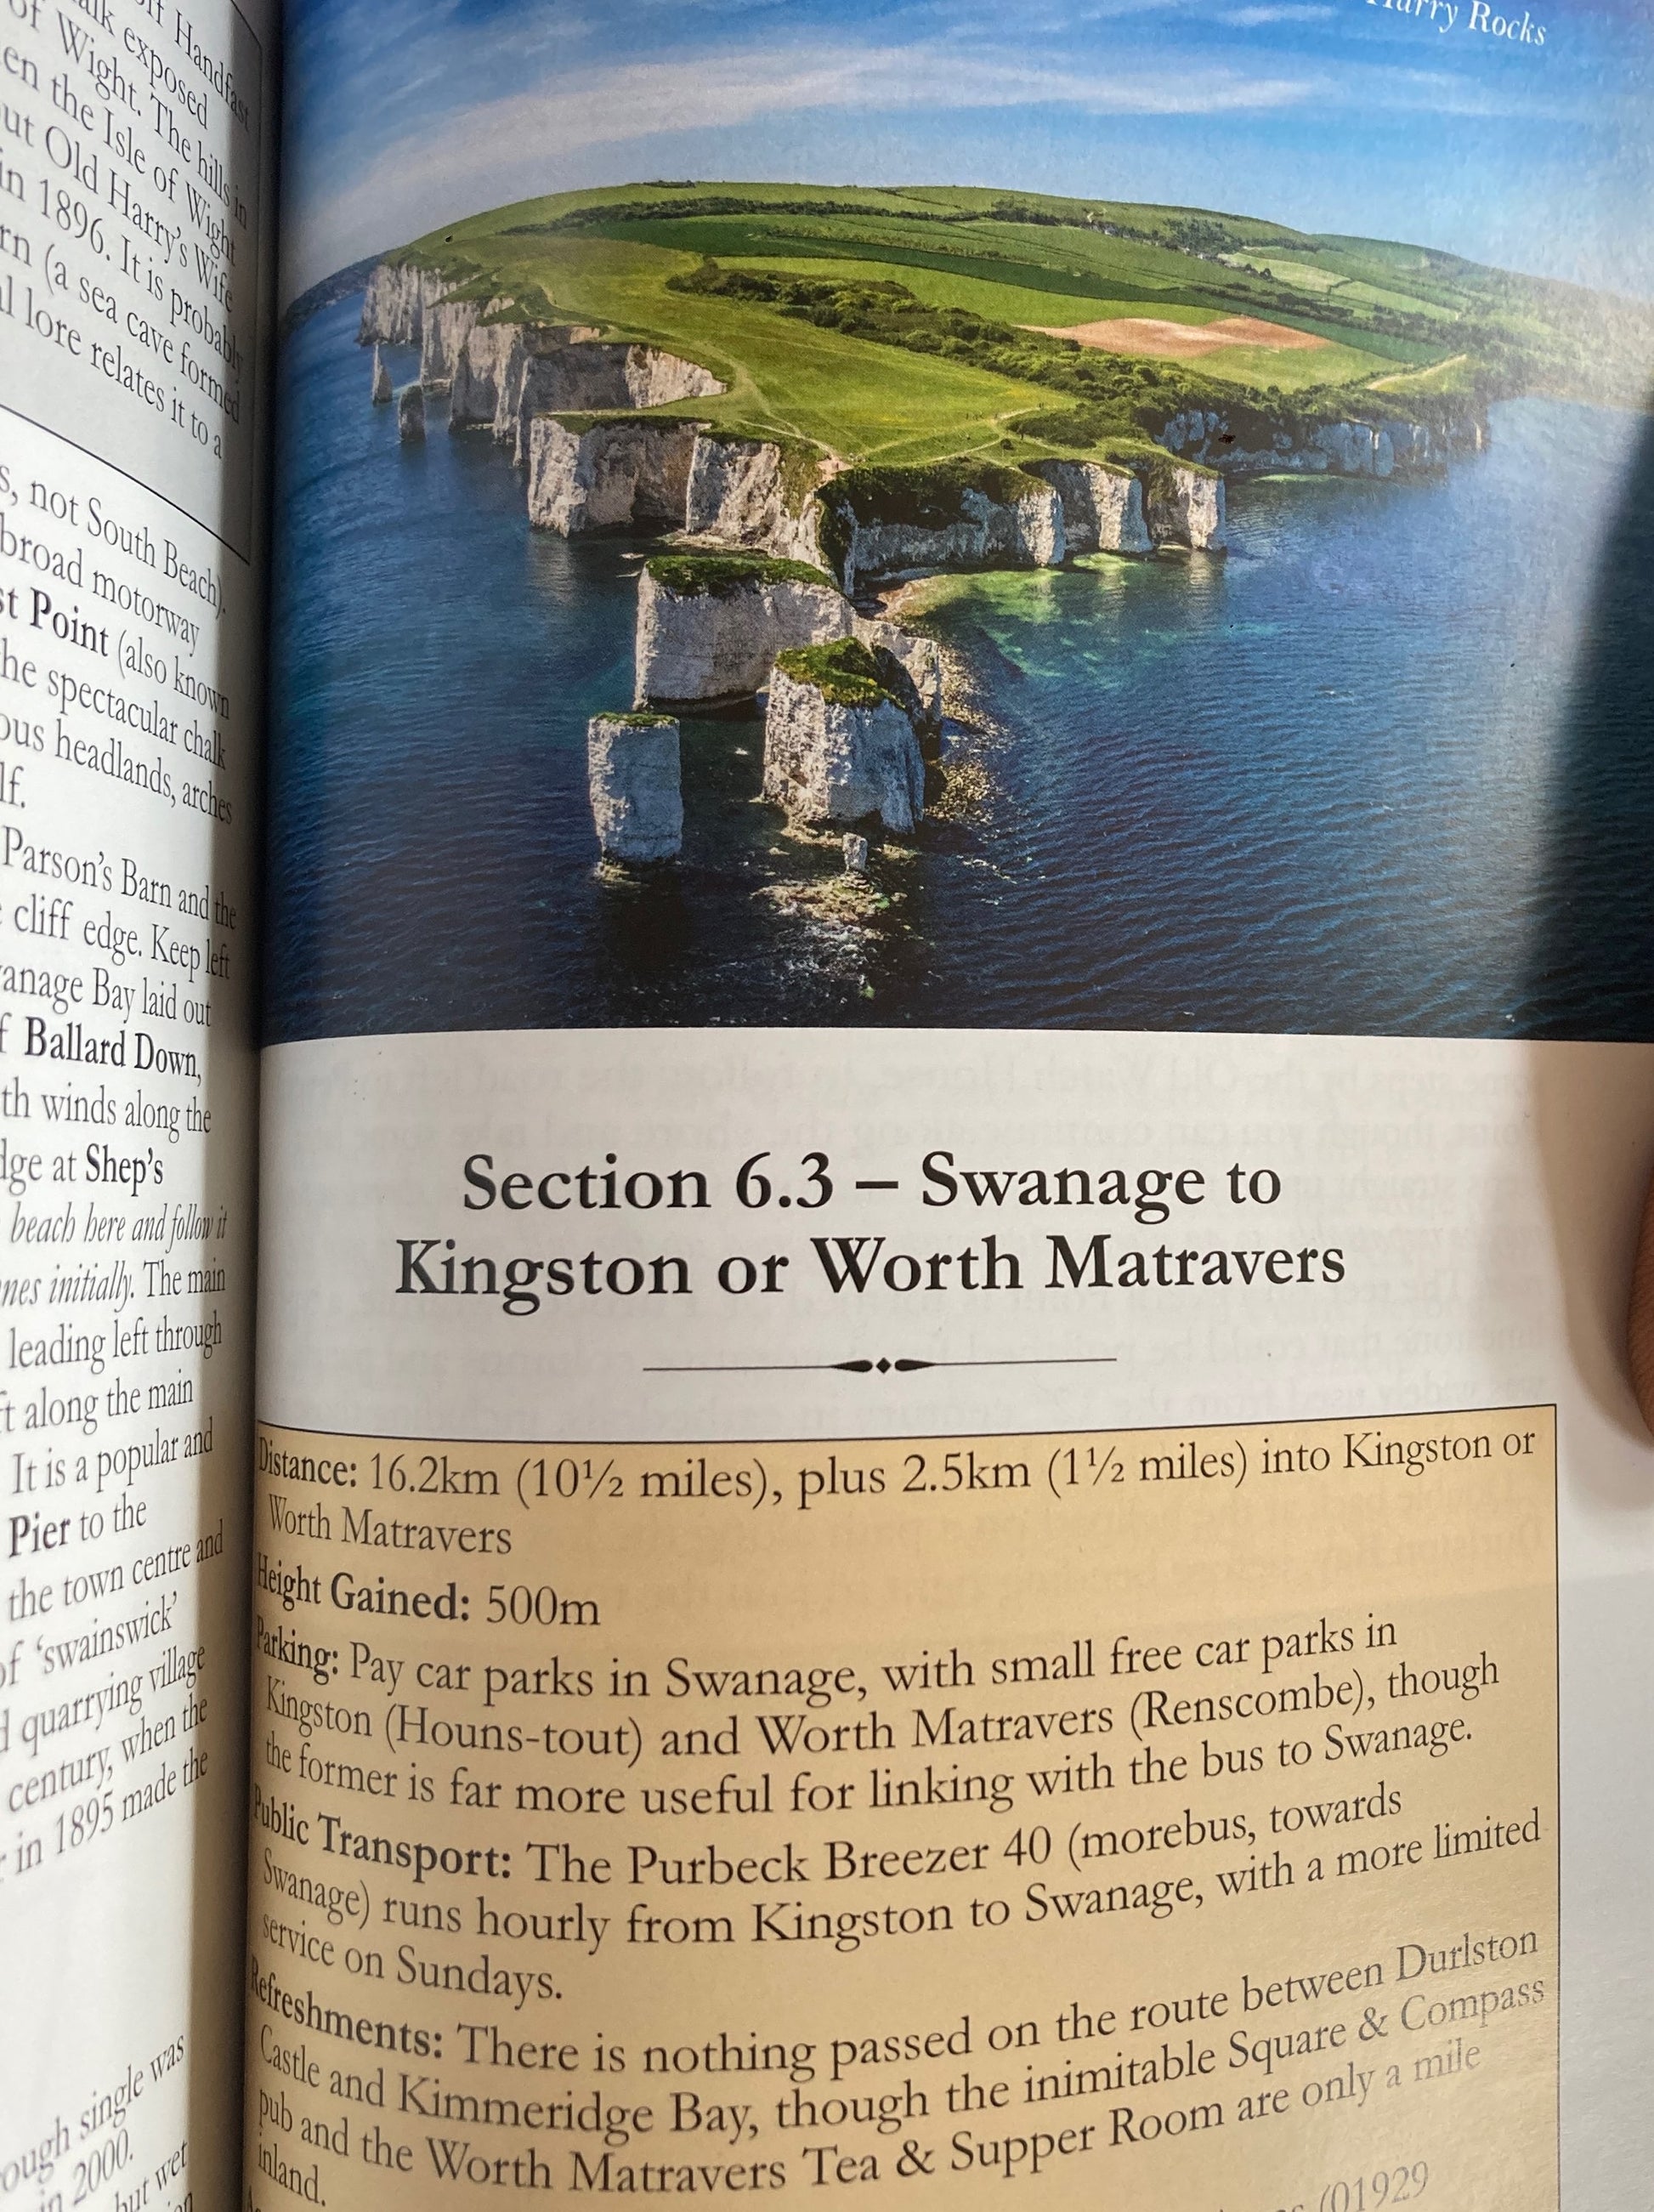 off Handfast
exposed
of Wight. The hills in
the Isle of Wight
out Old Harry's Wife
in 1896. It is probably
(a sea cave formed
lore relates it to a
not South Beach).
broad motorway
Point (also known
the spectacular chalk
headlands, arches
Parson's Barn and the
cliff edge. Keep left
Bay laid out
Ballard Down,
winds along the
at Shep's
beach here and follow it
initially. The main
leading left through
along the main
It is a popular and
Pier to the
the town centre and
of ‘swainswick’
quarrying village
century, when the
in 1895 made the
single was
in 2000.
but wet
Harry Rocks
Section 6.3 – Swanage to
Kingston or Worth Matravers
Distance: 16.2km (10½ miles), plus 2.5km (1½ miles) into Kingston or
Worth Matravers
Height Gained: 500m
Parking: Pay car parks in Swanage, with small free car parks in
Kingston (Houns-tout) and Worth Matravers (Renscombe), though
the former is far more useful for linking with the bus to Swanage.
Public Transport: The Purbeck Breezer 40 (morebus, towards
Swanage) runs hourly from Kingston to Swanage, with a more limited
service on Sundays.
Refreshments: There is nothing passed on the route between Durlston
Castle and Kimmeridge Bay, though the inimitable Square & Compass
pub and the Worth Matravers Tea & Supper Room are only a mile
inland.
(01929